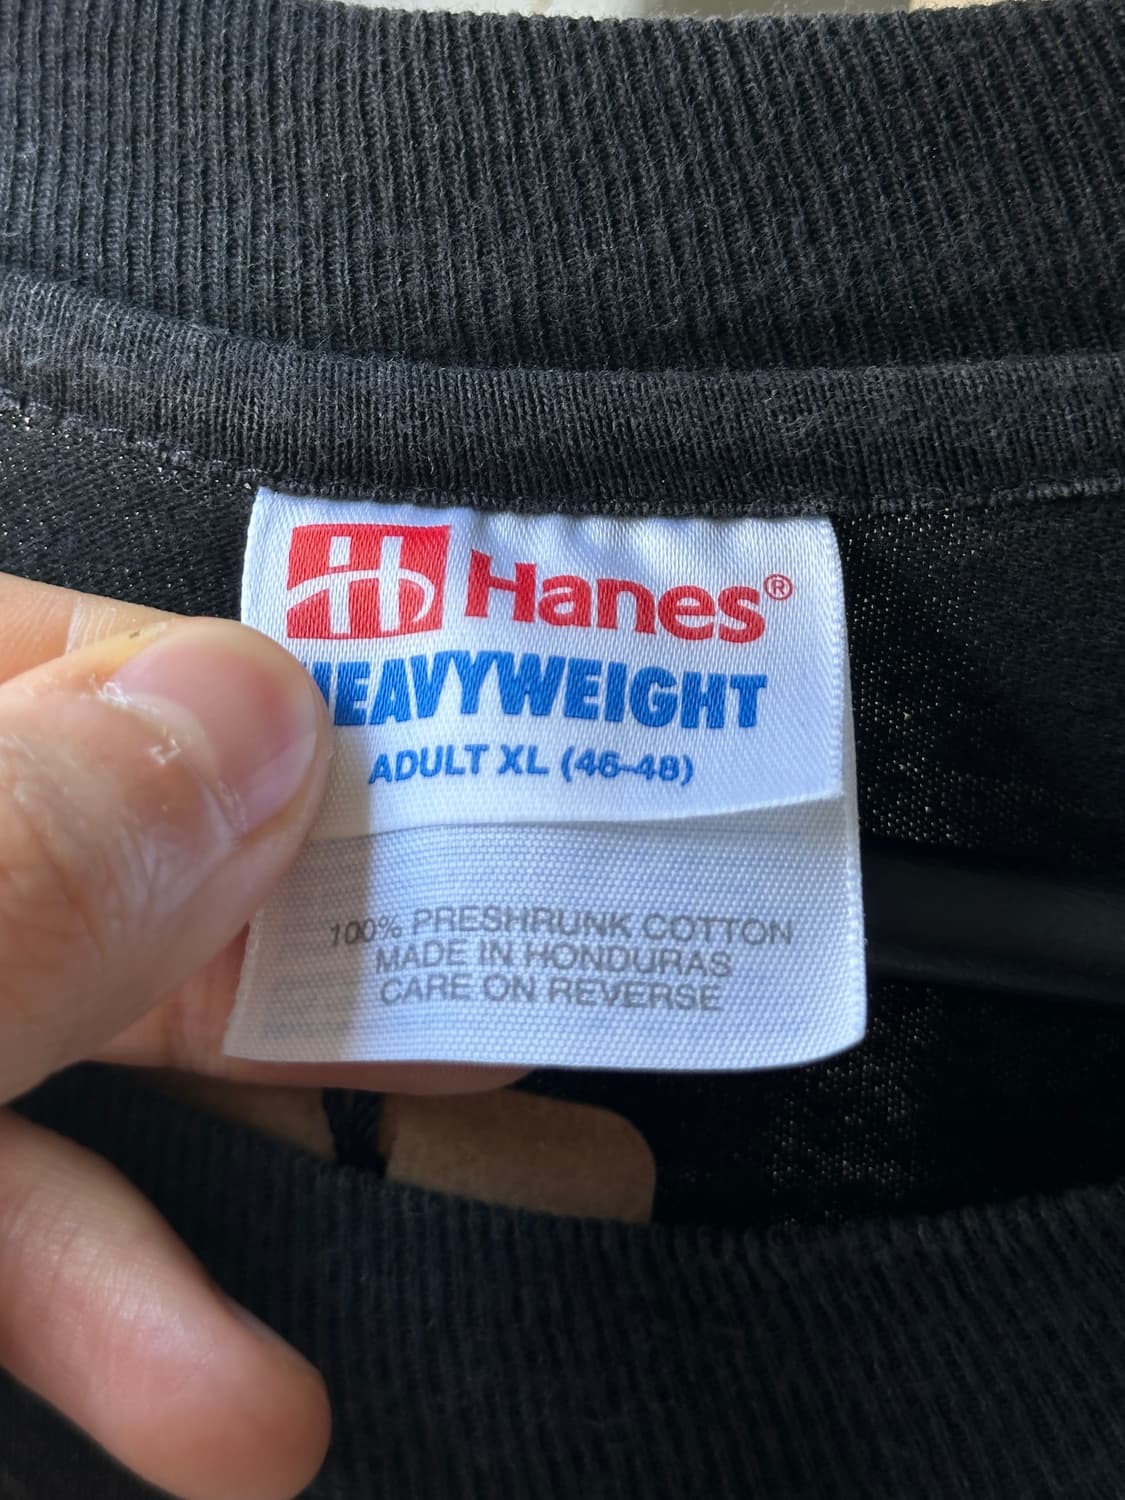 Hanes®
HEAVYWEIGHT
ADULT XL (46-48)
100% PRESHRUNK COTTON
MADE IN HONDURAS
CARE ON REVERSE